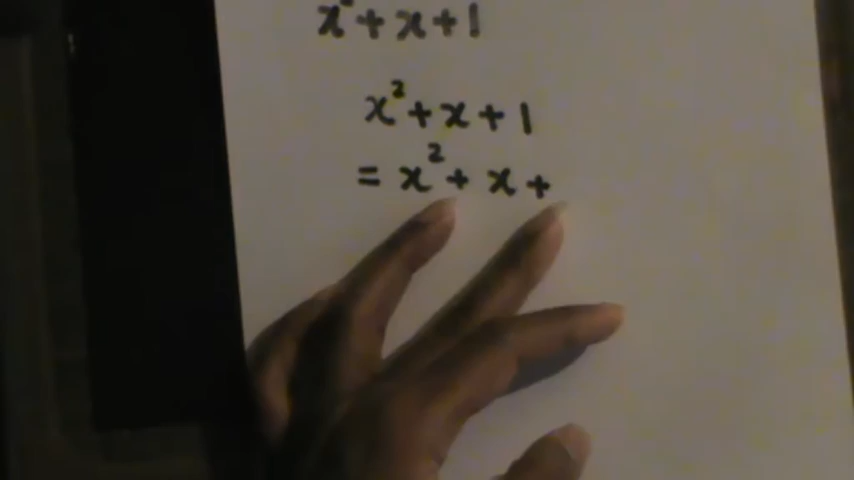 x² + x + 1
x² + x + 1
= x² + x +